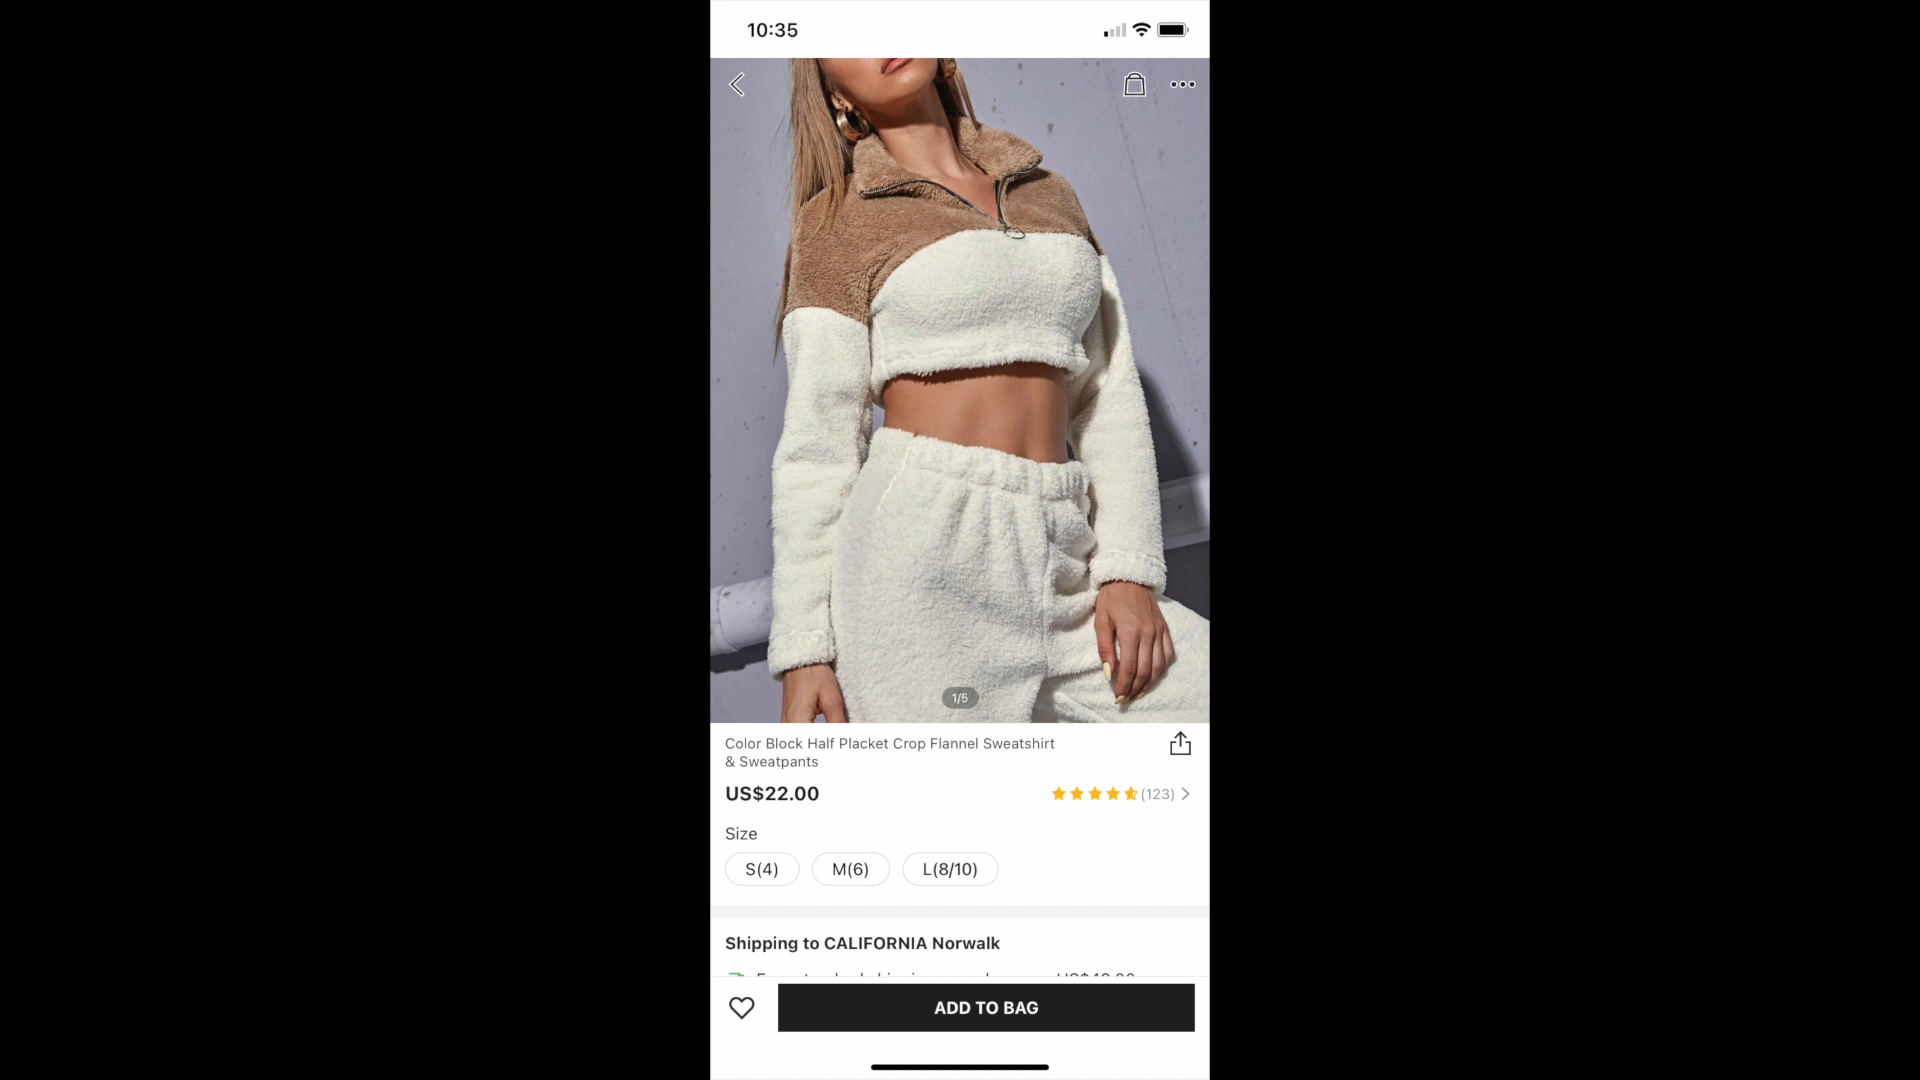 10:35
1/5
Color Block Half Placket Crop Flannel Sweatshirt
& Sweatpants
US$22.00
(123)
Size
S(4) M(6) L(8/10)
Shipping to CALIFORNIA Norwalk
ADD TO BAG